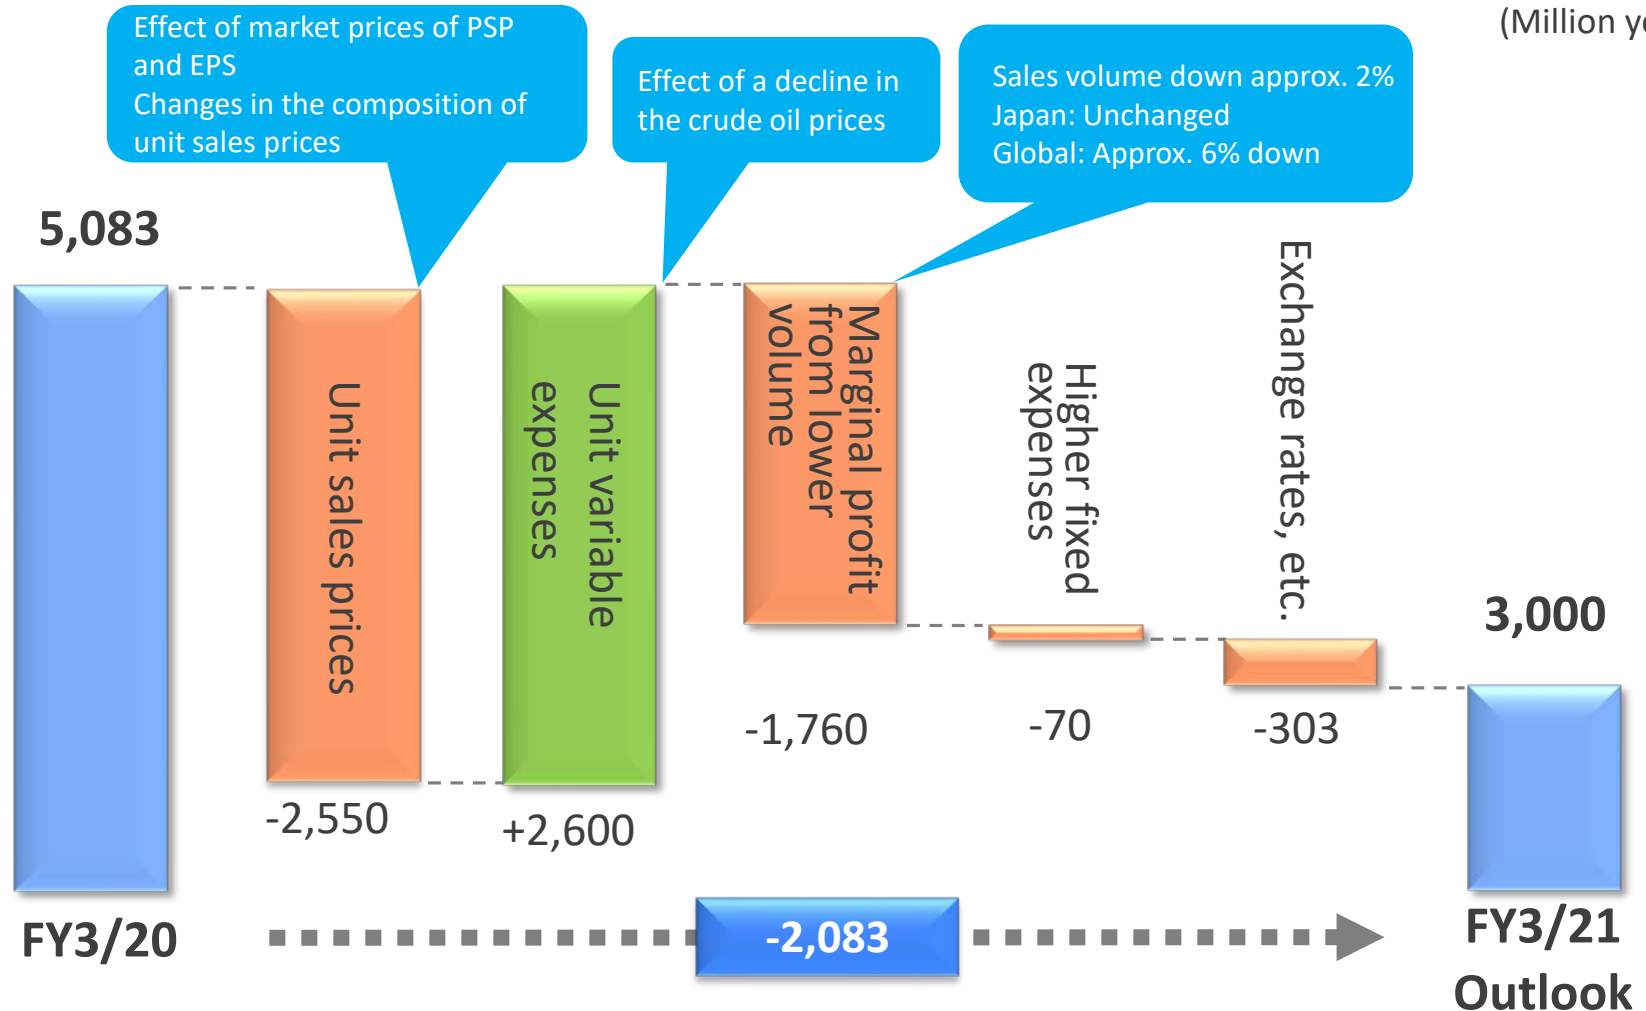 (Million ye
Effect of market prices of PSP
and EPS
Changes in the composition of
unit sales prices
Effect of a decline in
the crude oil prices
Sales volume down approx. 2%
Japan: Unchanged
Global: Approx. 6% down
5,083
Unit sales prices
Unit variable
expenses
Marginal profit
from lower
volume
Higher fixed
expenses
Exchange rates, etc.
3,000
-2,550
+2,600
-1,760
-70
-303
FY3/20
-2,083
FY3/21
Outlook